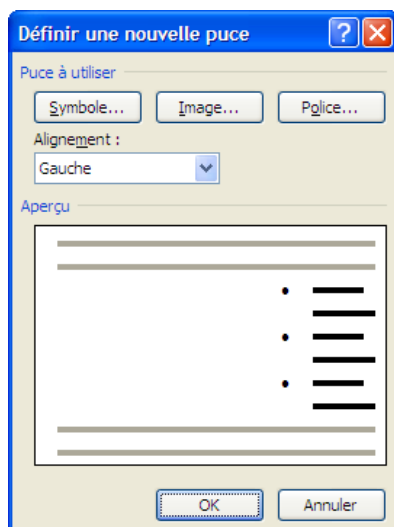 Définir une nouvelle puce
Puce à utiliser
Symbole... Image... Police...
Alignement :
Gauche
Aperçu
OK Annuler